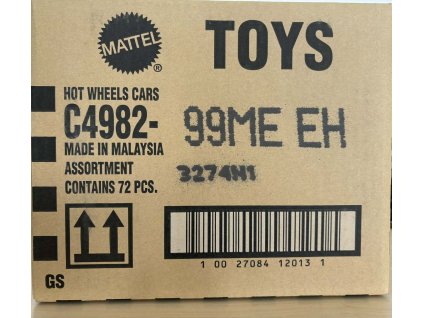 MATTEL
®
TOYS
HOT WHEELS CARS
C4982- 99ME EH
MADE IN MALAYSIA
ASSORTMENT 3274N1
CONTAINS 72 PCS.
1 00 27084 12013 1
GS